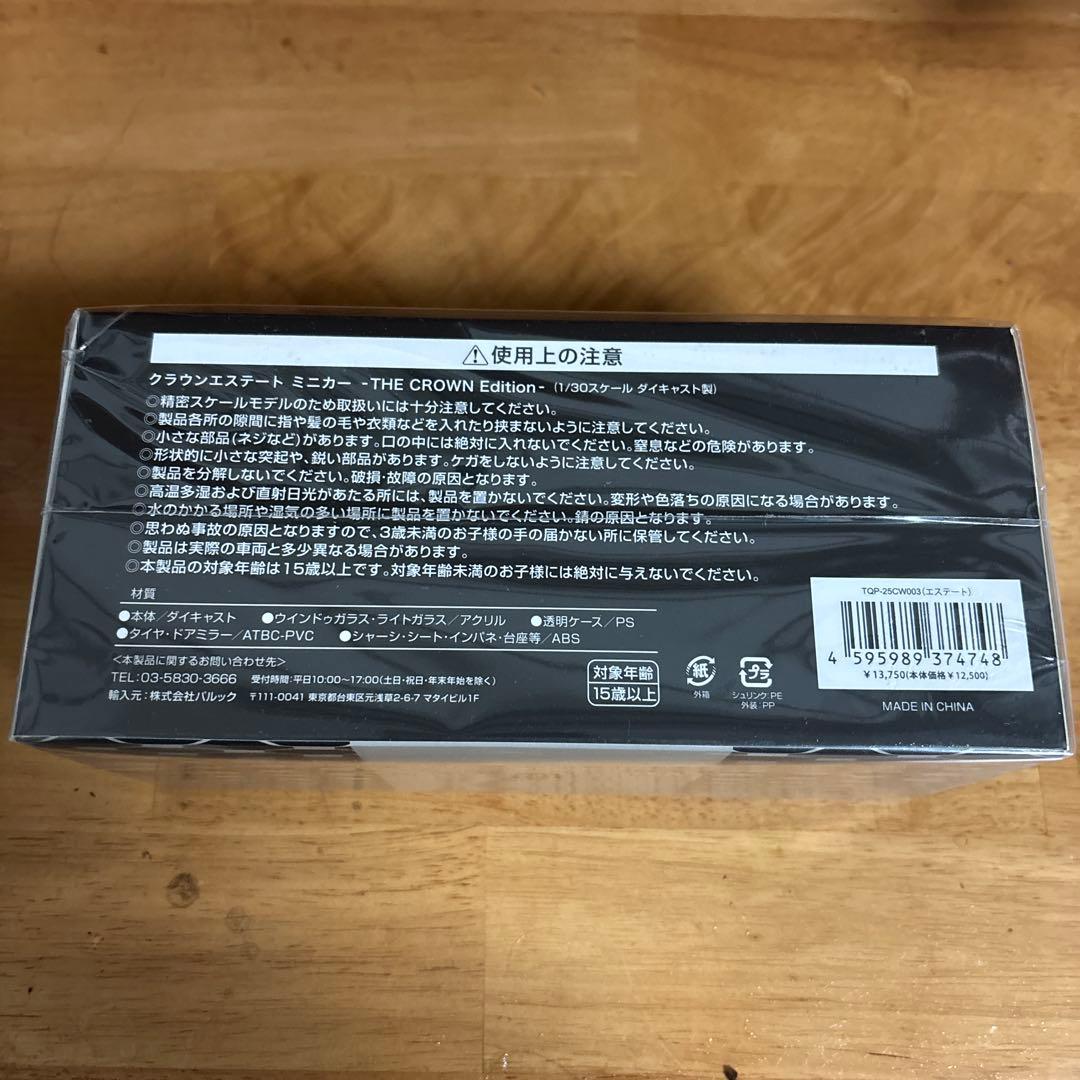 ⚠使用上の注意
クラウンエステート ミニカー -THE CROWN Edition- (1/30スケール ダイキャスト製)
◎精密スケールモデルのため取扱いには十分注意してください。
◎製品各所の隙間に指や髪の毛や衣類などを入れたり挟まないように注意してください。
◎小さな部品(ネジなど)があります。口の中には絶対に入れないでください。窒息などの危険があります。
◎形状的に小さな突起や、鋭い部品があります。ケガをしないように注意してください。
◎製品を分解しないでください。破損・故障の原因となります。
◎高温多湿および直射日光があたる所には、製品を置かないでください。変形や色落ちの原因になる場合があります。
◎水のかかる場所や湿気の多い場所に製品を置かないでください。錆の原因となります。
◎思わぬ事故の原因となりますので、3歳未満のお子様の手の届かない所に保管してください。
◎製品は実際の車両と多少異なる場合があります。
◎本製品の対象年齢は15歳以上です。対象年齢未満のお子様には絶対に与えないでください。
材質
●本体/ダイキャスト ●ウインドゥガラス・ライトガラス/アクリル ●透明ケース/PS
●タイヤ・ドアミラー/ATBC-PVC ●シャーシ・シート・インパネ・台座等/ABS
<本製品に関するお問い合わせ先>
TEL:03-5830-3666 受付時間:平日10:00~17:00(土日・祝日・年末年始を除く)
輸入元:株式会社バルック 〒111-0041 東京都台東区元浅草2-6-7 マタイビル1F
対象年齢
15歳以上
紙
外箱
プラ
シュリンク:PE
外装:PP
TQP-25CW003(エステート)
4 595989 374748
¥13,750(本体価格¥12,500)
MADE IN CHINA